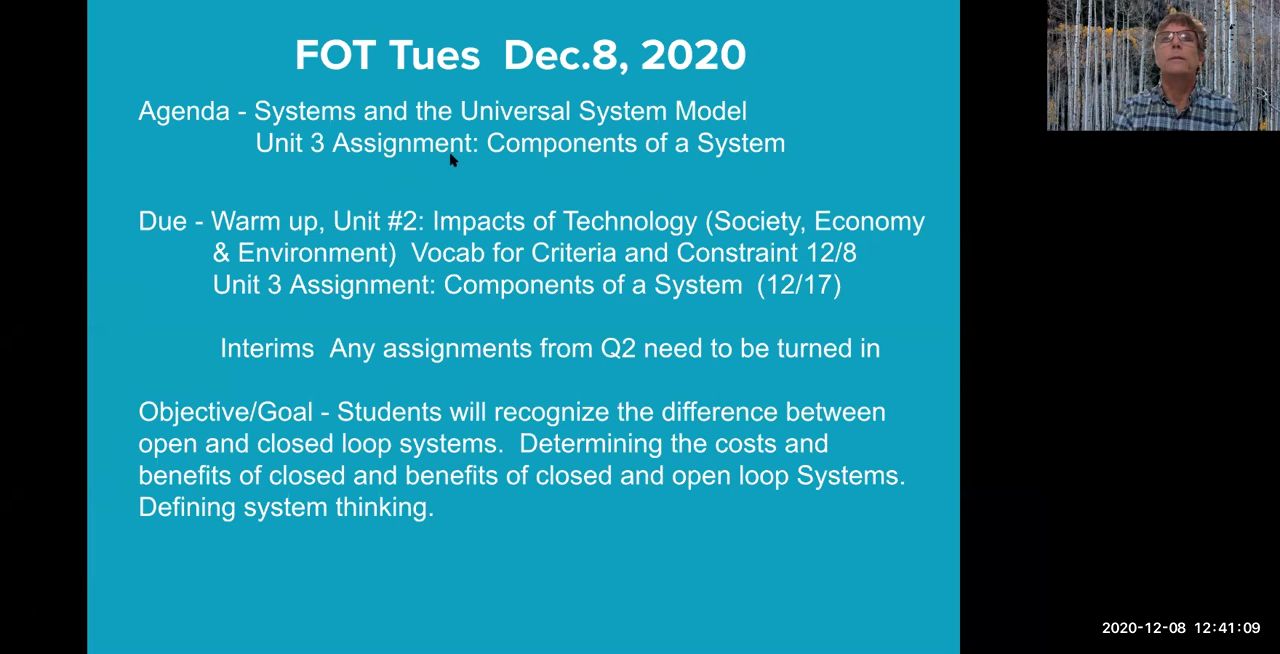 FOT Tues  Dec.8, 2020
Agenda - Systems and the Universal System Model
Unit 3 Assignment: Components of a System
Due - Warm up, Unit #2: Impacts of Technology (Society, Economy
& Environment)  Vocab for Criteria and Constraint 12/8
Unit 3 Assignment: Components of a System  (12/17)
Interims  Any assignments from Q2 need to be turned in
Objective/Goal - Students will recognize the difference between
open and closed loop systems.  Determining the costs and
benefits of closed and benefits of closed and open loop Systems.
Defining system thinking.
2020-12-08  12:41:09